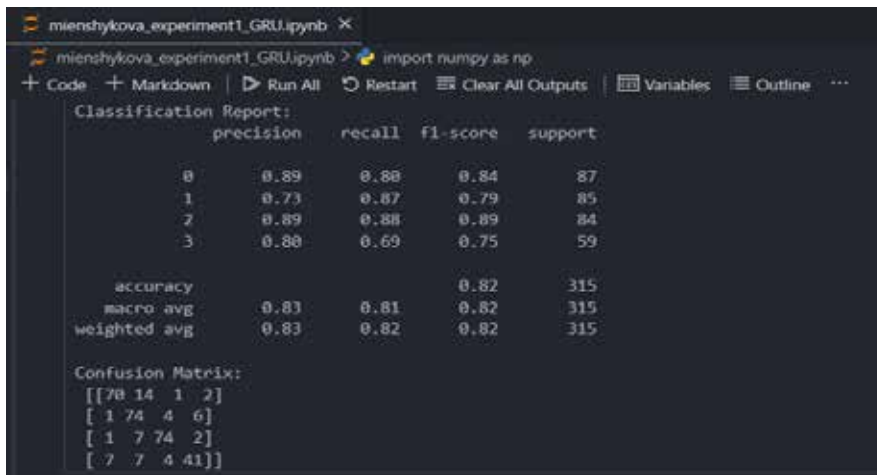 mienshykova_experiment1_GRU.ipynb ×
mienshykova_experiment1_GRU.ipynb > import numpy as np
+ Code + Markdown | Run All Restart Clear All Outputs | Variables Outline ...
Classification Report:
precision recall f1-score support
0 0.89 0.80 0.84 87
1 0.73 0.87 0.79 85
2 0.89 0.88 0.89 84
3 0.80 0.69 0.75 59
accuracy 0.82 315
macro avg 0.83 0.81 0.82 315
weighted avg 0.83 0.82 0.82 315
Confusion Matrix:
[[70 14 1 2]
[ 1 74 4 6]
[ 1 7 74 2]
[ 7 7 4 41]]